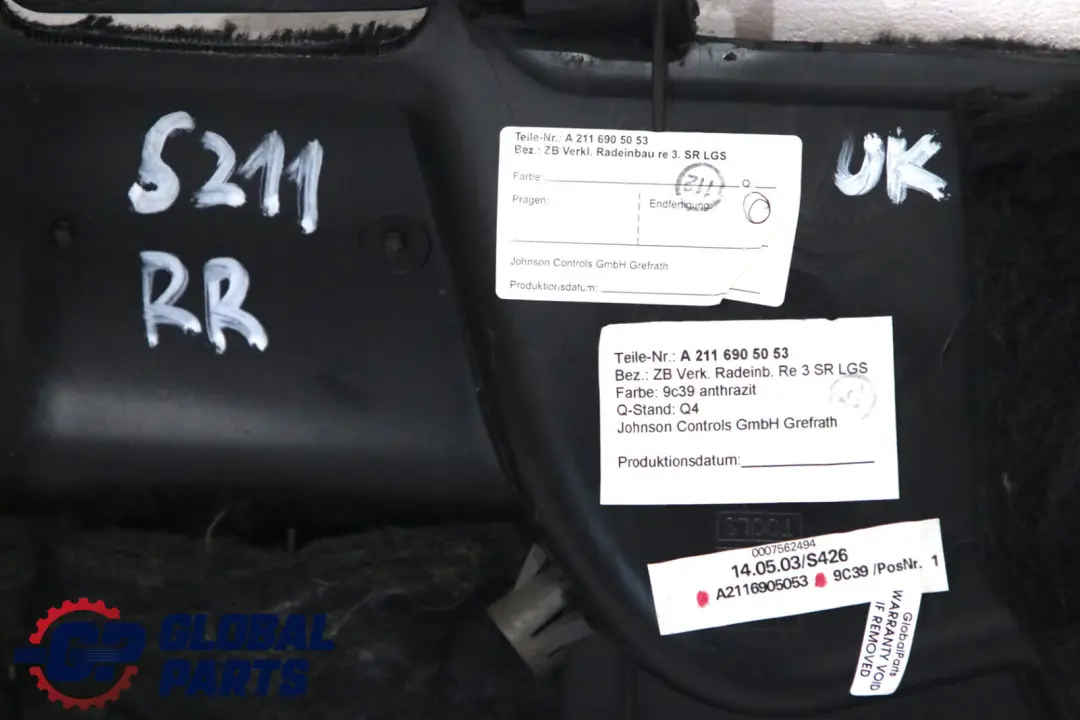 S211
RR
UK
Teile-Nr.: A 211 690 50 53
Bez.: ZB Verkl. Radeinbau re 3. SR LGS
Farbe
Q:
211
Prägen:
Endfertigung:
Johnson Controls GmbH Grefrath
Produktionsdatum:
Teile-Nr.: A 211 690 50 53
Bez.: ZB Verk. Radeinb. Re 3 SR LGS
Farbe: 9c39 anthrazit
Q-Stand: Q4
Johnson Controls GmbH Grefrath
Produktionsdatum:
0007562494
14.05.03/S426
A2116905053 9C39 /PosNr. 1
GlobalParts
WARRANTY VOID
IF REMOVED
GP
GLOBAL
PARTS